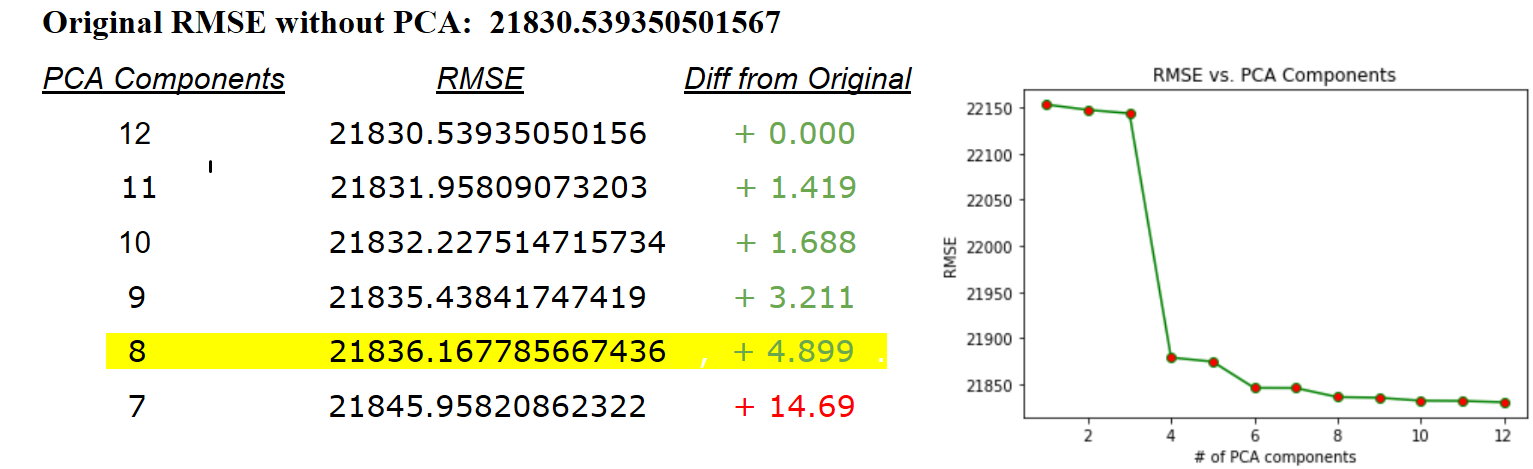 Original RMSE without PCA: 21830.539350501567
PCA Components RMSE Diff from Original
12 21830.53935050156 + 0.000
11 21831.95809073203 + 1.419
10 21832.227514715734 + 1.688
9 21835.43841747419 + 3.211
8 21836.167785667436 , + 4.899 .
7 21845.95820862322 + 14.69
RMSE vs. PCA Components
22150
22100
22050
22000
21950
21900
21850
RMSE
2 4 6 8 10 12
# of PCA components